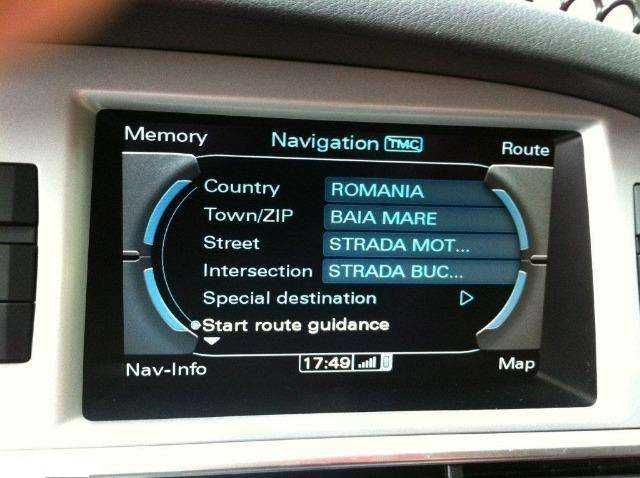 Memory
Navigation TMC
Route
Country ROMANIA
Town/ZIP BAIA MARE
Street STRADA MOT...
Intersection STRADA BUC...
Special destination
Start route guidance
Nav-Info
17:49
Map